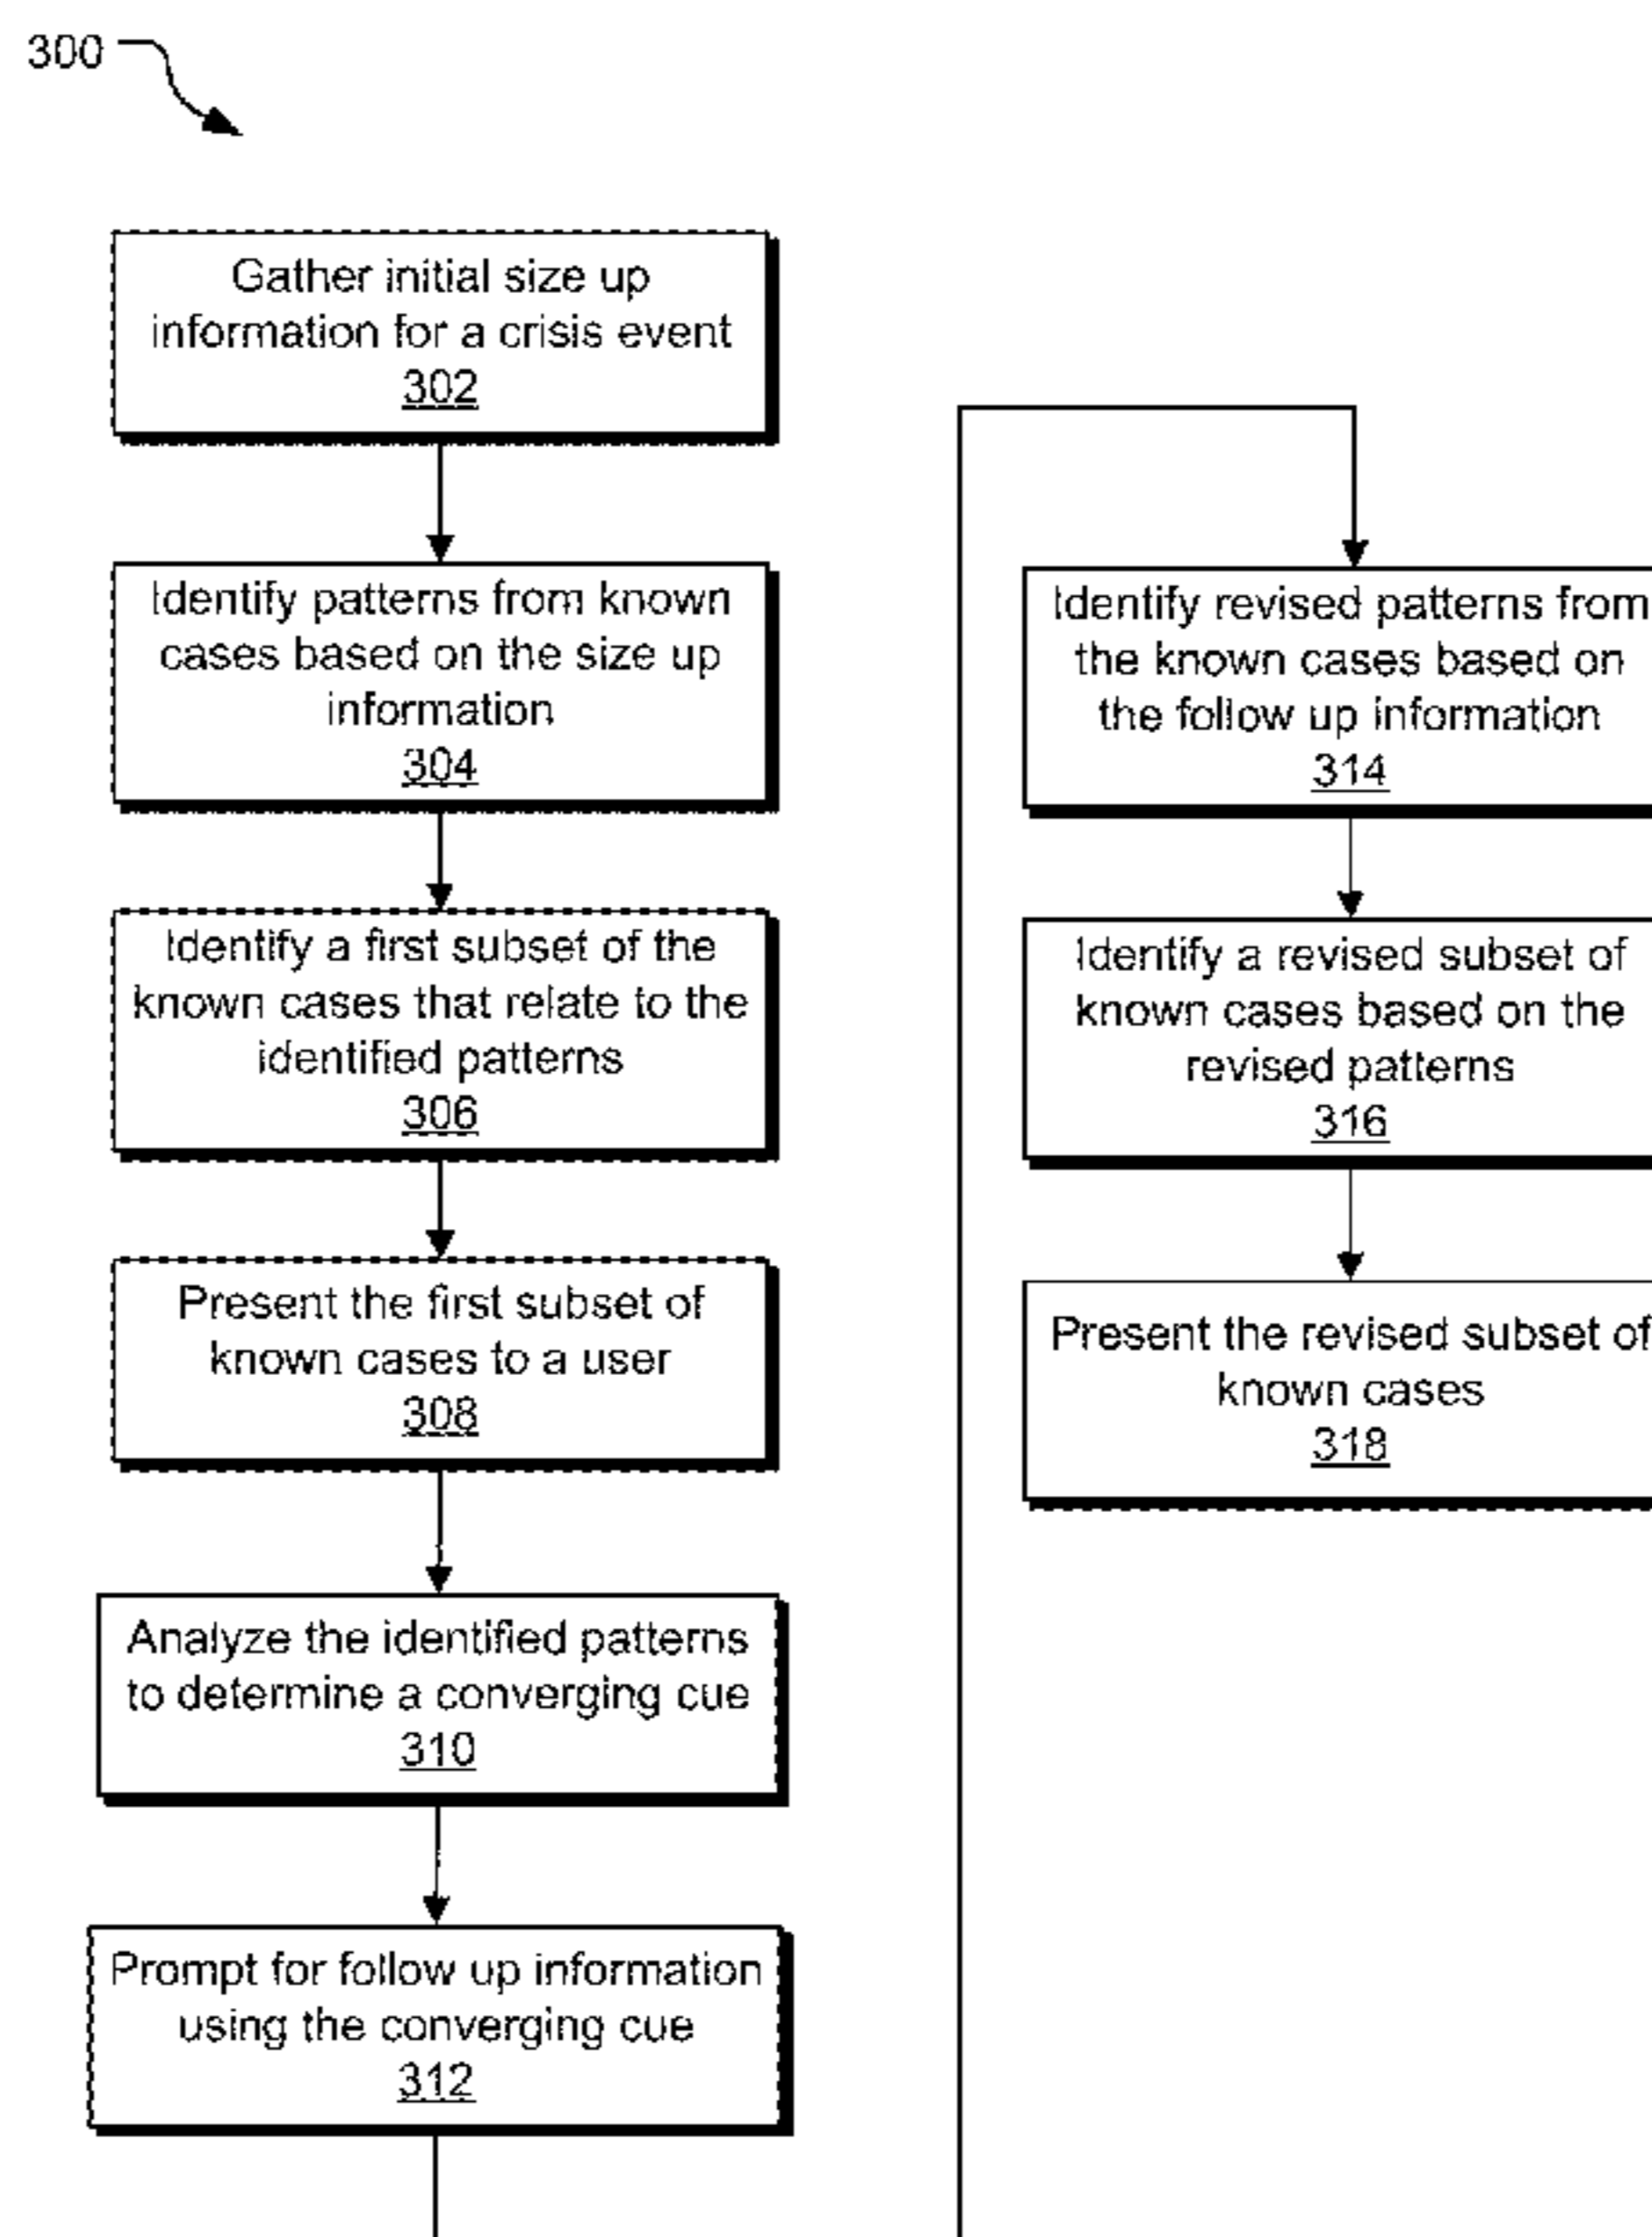 300
Gather initial size up
information for a crisis event
302
Identify patterns from known
cases based on the size up
information
304
Identify a first subset of the
known cases that relate to the
identified patterns
306
Present the first subset of
known cases to a user
308
Analyze the identified patterns
to determine a converging cue
310
Prompt for follow up information
using the converging cue
312
Identify revised patterns from
the known cases based on
the follow up information
314
Identify a revised subset of
known cases based on the
revised patterns
316
Present the revised subset of
known cases
318